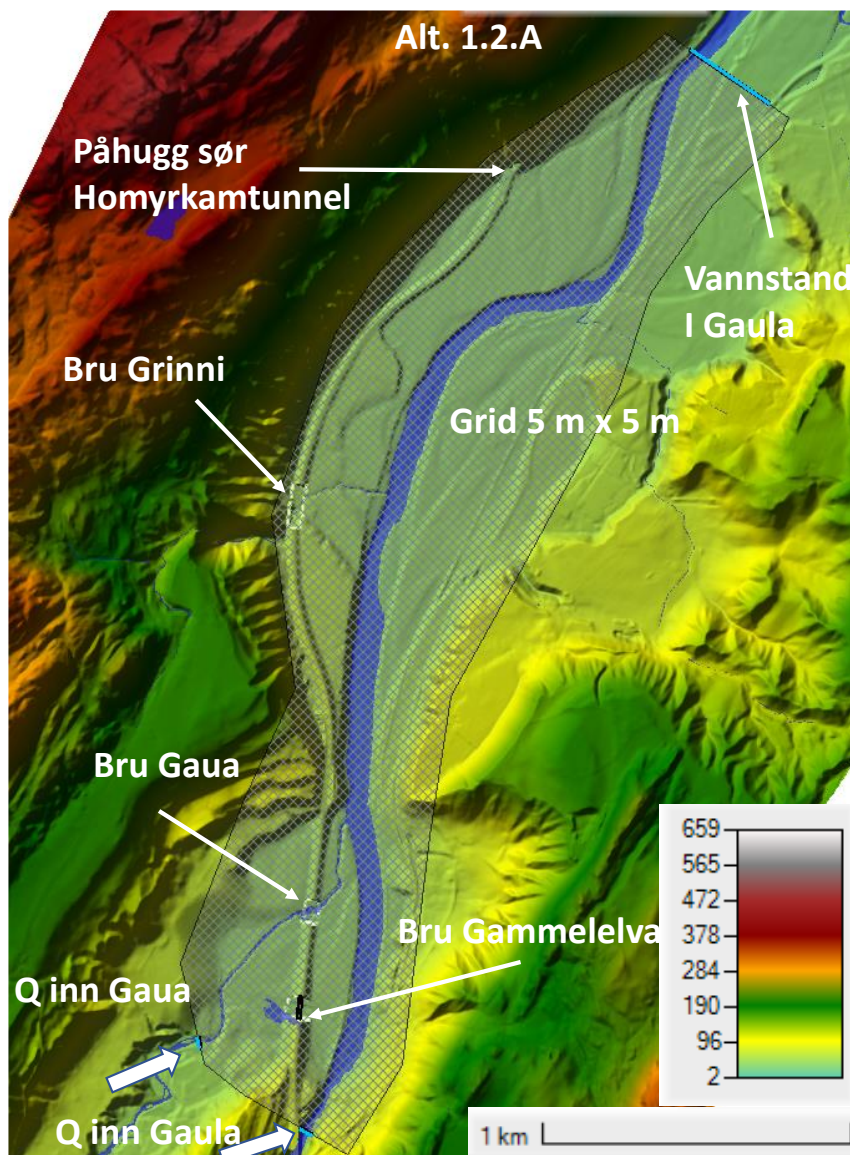 Alt. 1.2.A
Påhugg sør
Homyrkamtunnel
Vannstand
I Gaula
Bru Grinni
Grid 5 m x 5 m
Bru Gaua
Bru Gammelelva
Q inn Gaua
Q inn Gaula
659
565
472
378
284
190
96
2
1 km